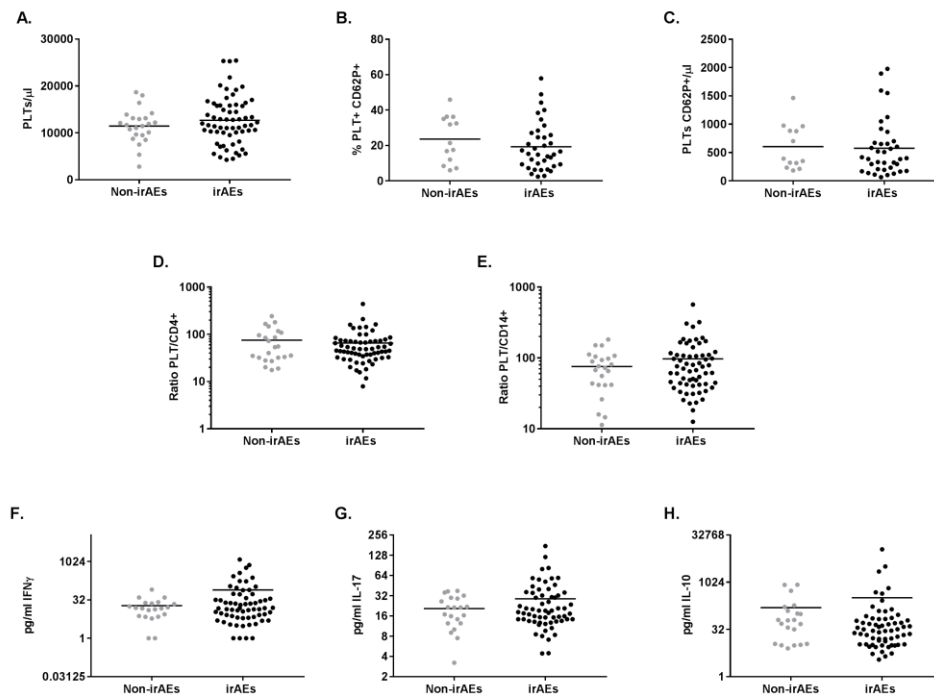 A.
PLTs/µl
30000
20000
10000
0
Non-irAEs
irAEs
B.
% PLT+ CD62P+
80
60
40
20
0
Non-irAEs
irAEs
C.
PLTs CD62P+/µl
2500
2000
1500
1000
500
0
Non-irAEs
irAEs
D.
Ratio PLT/CD4+
1000
100
10
1
Non-irAEs
irAEs
E.
Ratio PLT/CD14+
1000
100
10
Non-irAEs
irAEs
F.
pg/ml IFNγ
1024
32
1
0.03125
Non-irAEs
irAEs
G.
pg/ml IL-17
256
128
64
32
16
8
4
2
Non-irAEs
irAEs
H.
pg/ml IL-10
32768
1024
32
1
Non-irAEs
irAEs